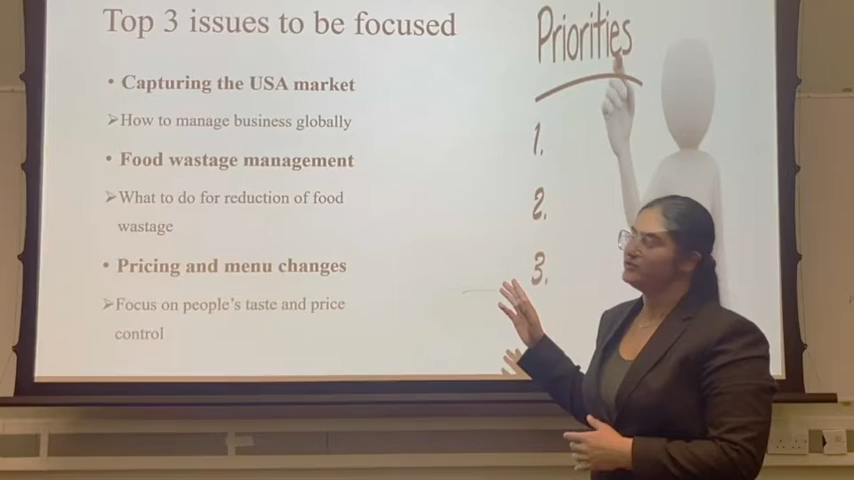 Top 3 issues to be focused
• Capturing the USA market
➢How to manage business globally
• Food wastage management
➢What to do for reduction of food
wastage
• Pricing and menu changes
➢Focus on people's taste and price
control
Priorities
1.
2.
3.